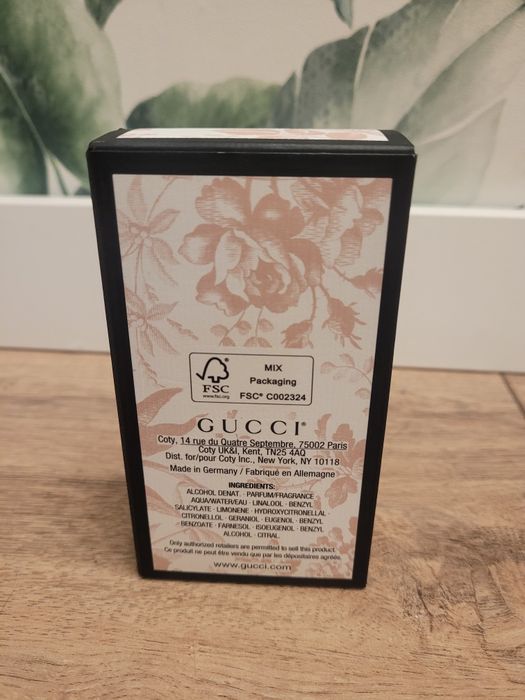 MIX
Packaging
FSC
www.fsc.org
FSC® C002324
GUCCI
Coty, 14 rue du Quatre Septembre, 75002 Paris
Coty UK&I, Kent, TN25 4AQ
Dist. for/pour Coty Inc., New York, NY 10118
Made in Germany / Fabriqué en Allemagne
INGREDIENTS:
ALCOHOL DENAT. · PARFUM/FRAGRANCE ·
AQUA/WATER/EAU · LINALOOL · BENZYL
SALICYLATE · LIMONENE · HYDROXYCITRONELLAL ·
CITRONELLOL · GERANIOL · EUGENOL · BENZYL
BENZOATE · FARNESOL · ISOEUGENOL · BENZYL
ALCOHOL · CITRAL.
Only authorized retailers are permitted to sell this product.
Ce produit ne peut être vendu que par les dépositaires agréés.
www.gucci.com